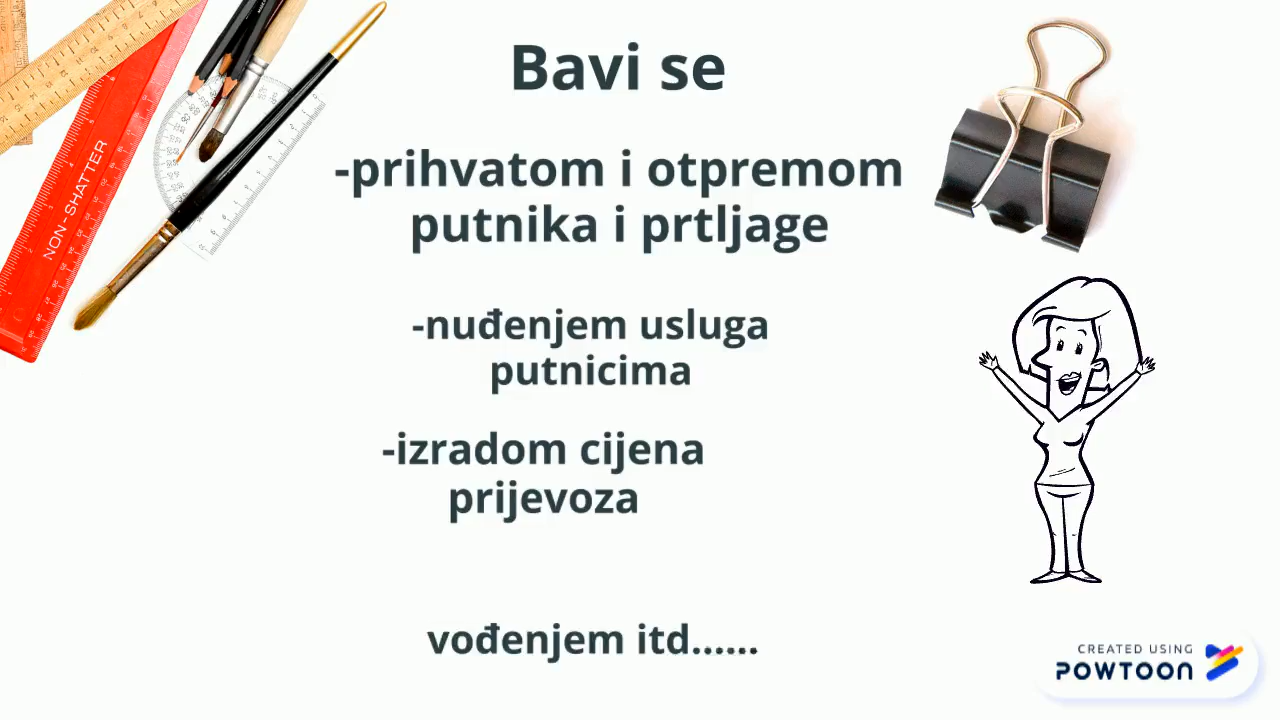 Bavi se
-prihvatom i otpremom
putnika i prtljage
-nuđenjem usluga
putnicima
-izradom cijena
prijevoza
vođenjem itd......
NON-SHATTER
CREATED USING
POWTOON